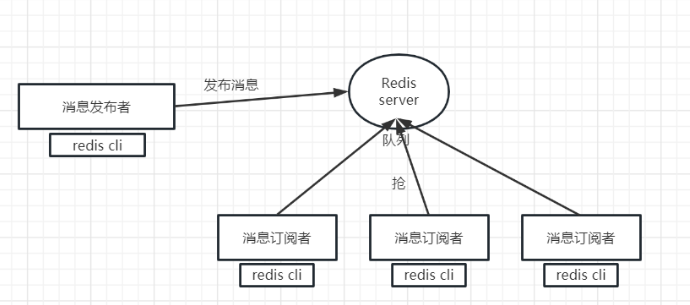 发布消息
Redis
server
消息发布者
redis cli
队列
抢
消息订阅者
消息订阅者
消息订阅者
redis cli
redis cli
redis cli